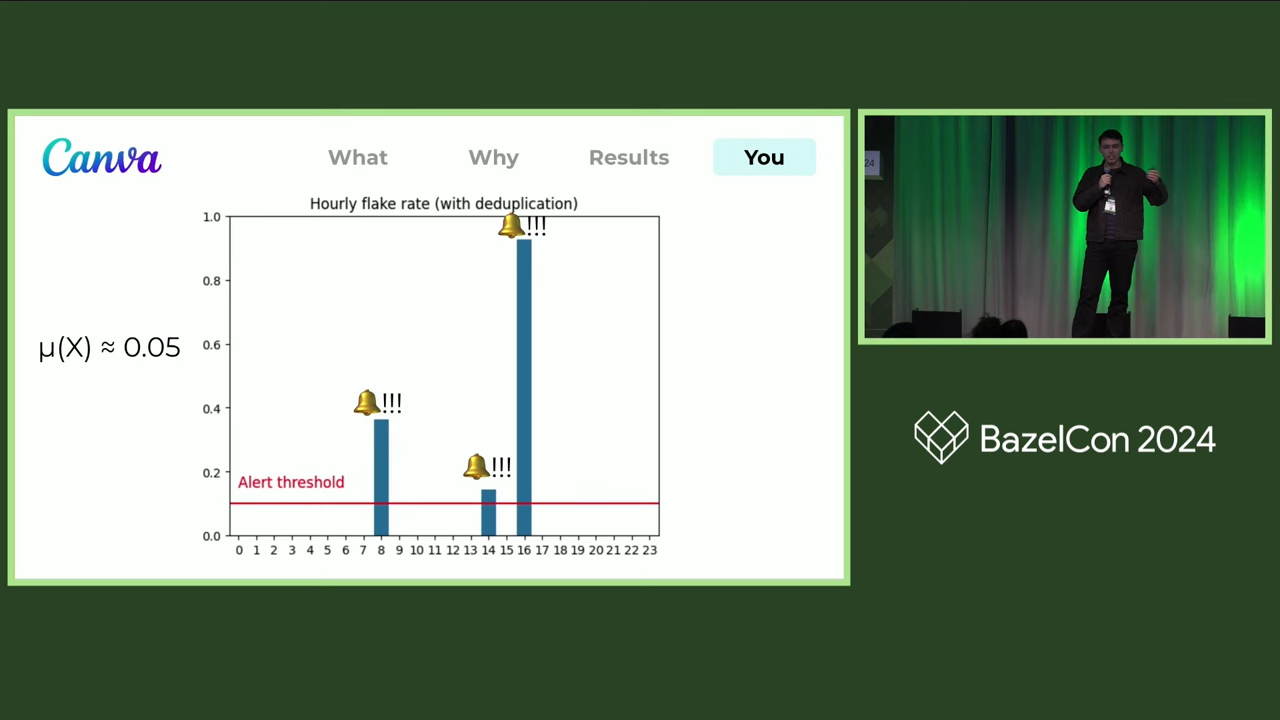 Canva
What
Why
Results
You
Hourly flake rate (with deduplication)
1.0
!!!
0.8
μ(X) ≈ 0.05
0.6
0.4
!!!
0.2
!!!
Alert threshold
0.0
0 1 2 3 4 5 6 7 8 9 10 11 12 13 14 15 16 17 18 19 20 21 22 23
24
BazelCon 2024